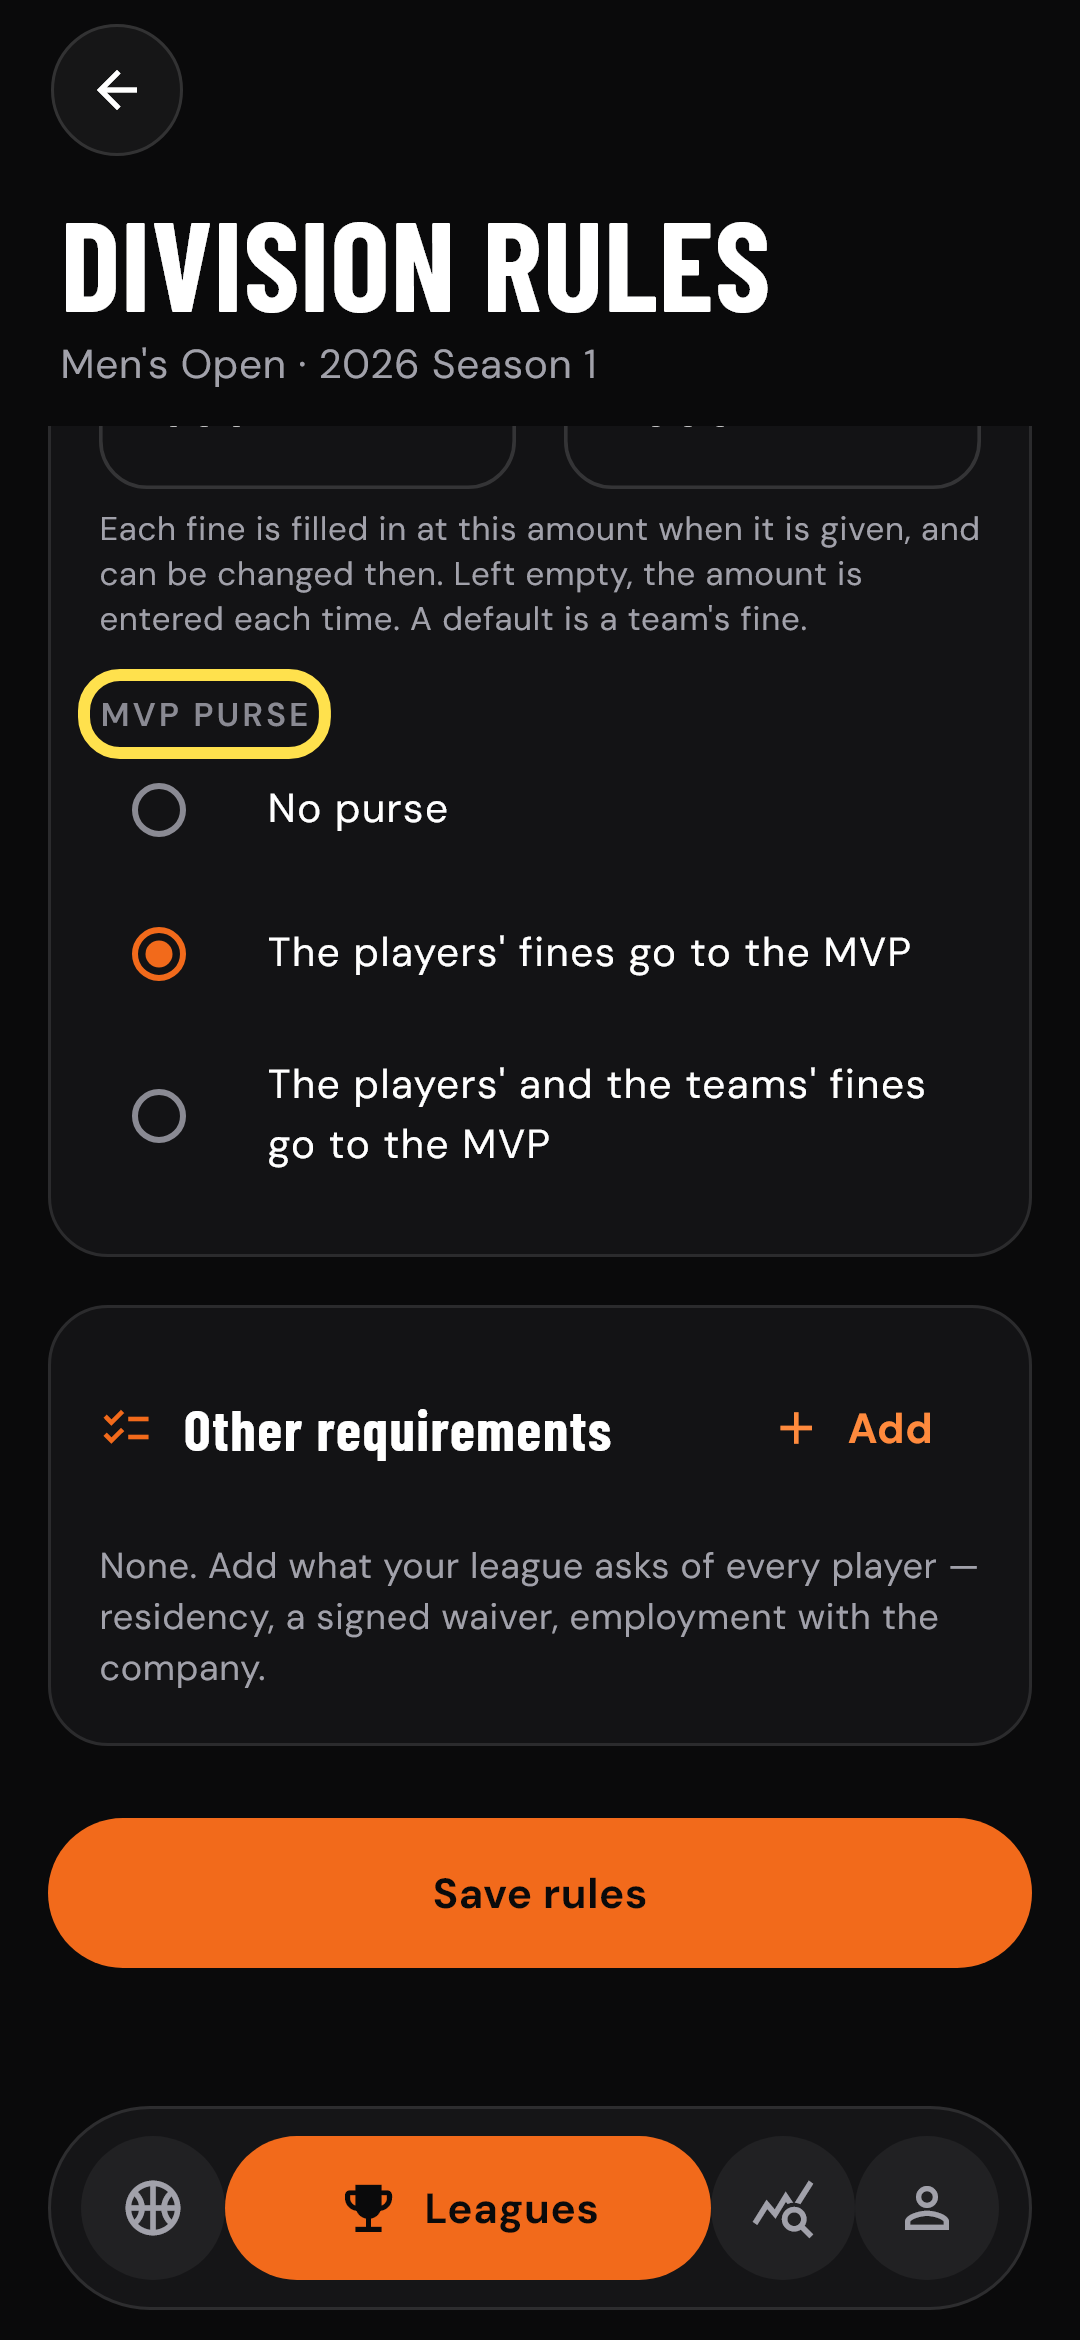 DIVISION RULES
Men's Open · 2026 Season 1
Each fine is filled in at this amount when it is given, and
can be changed then. Left empty, the amount is
entered each time. A default is a team's fine.
MVP PURSE
No purse
The players' fines go to the MVP
The players' and the teams' fines
go to the MVP
Other requirements
Add
None. Add what your league asks of every player —
residency, a signed waiver, employment with the
company.
Save rules
Leagues